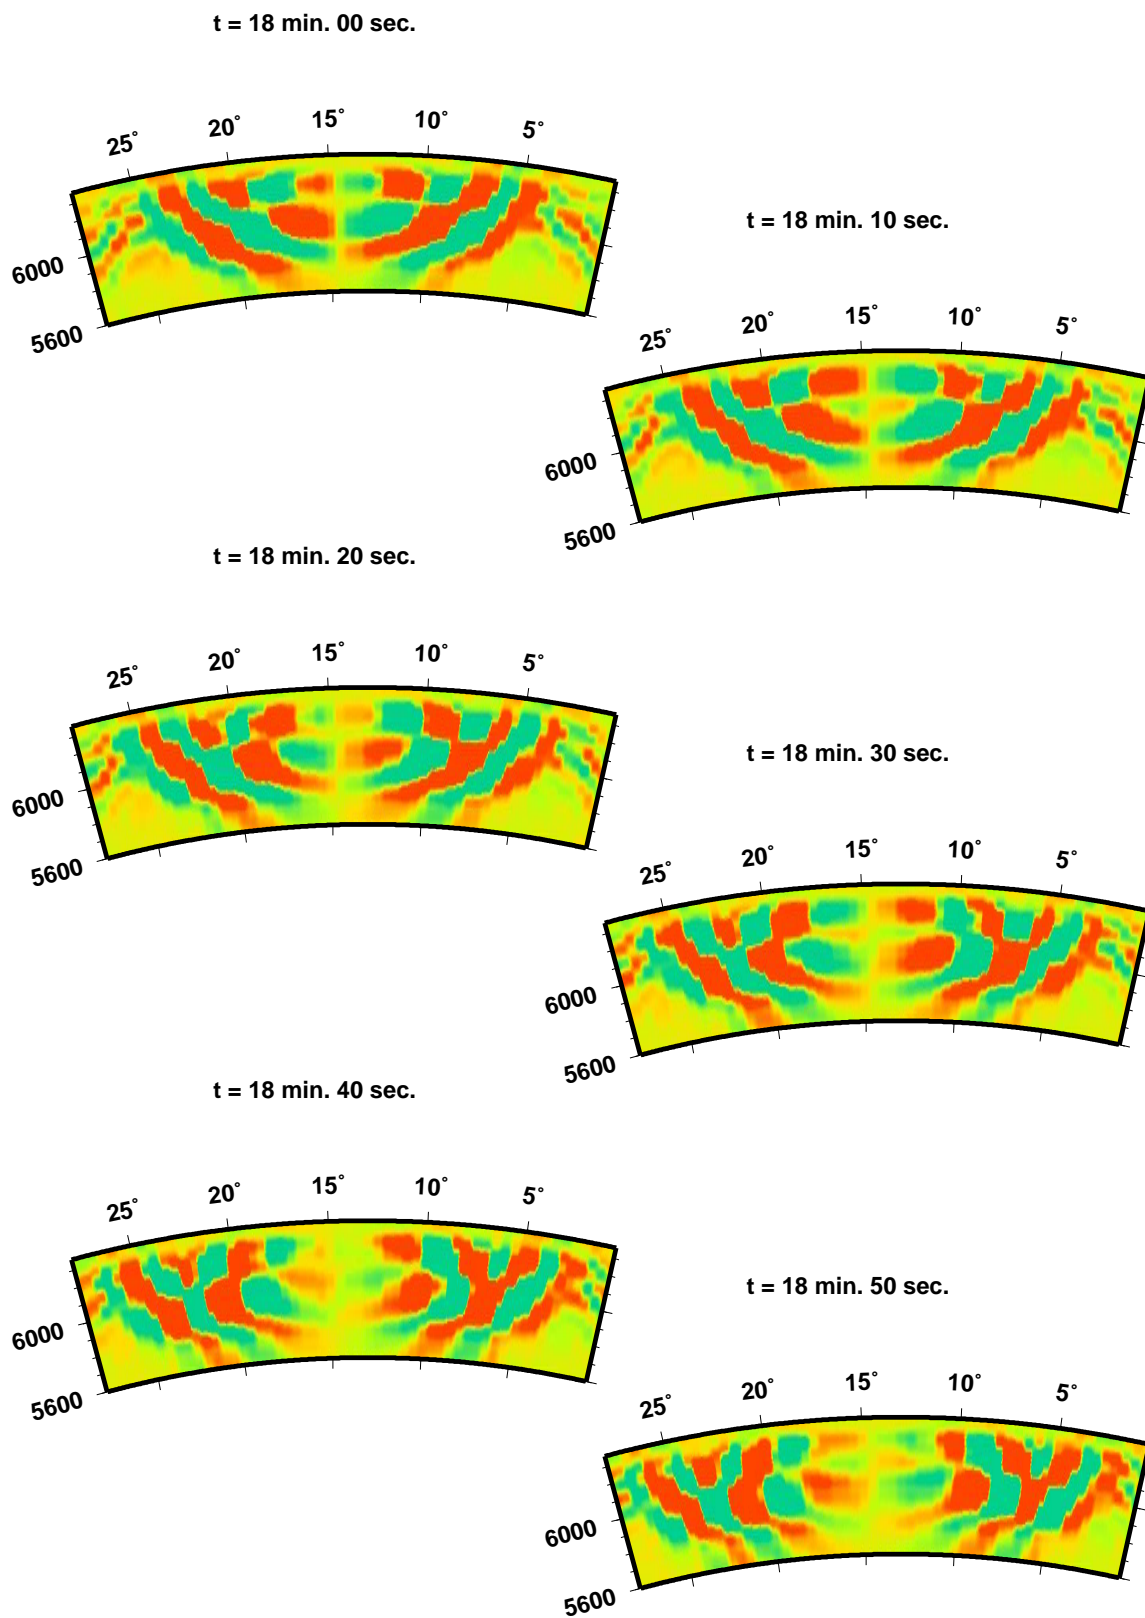 t = 18 min. 00 sec.
25° 20° 15° 10° 5°
6000
5600
t = 18 min. 10 sec.
25° 20° 15° 10° 5°
6000
5600
t = 18 min. 20 sec.
25° 20° 15° 10° 5°
6000
5600
t = 18 min. 30 sec.
25° 20° 15° 10° 5°
6000
5600
t = 18 min. 40 sec.
25° 20° 15° 10° 5°
6000
5600
t = 18 min. 50 sec.
25° 20° 15° 10° 5°
6000
5600